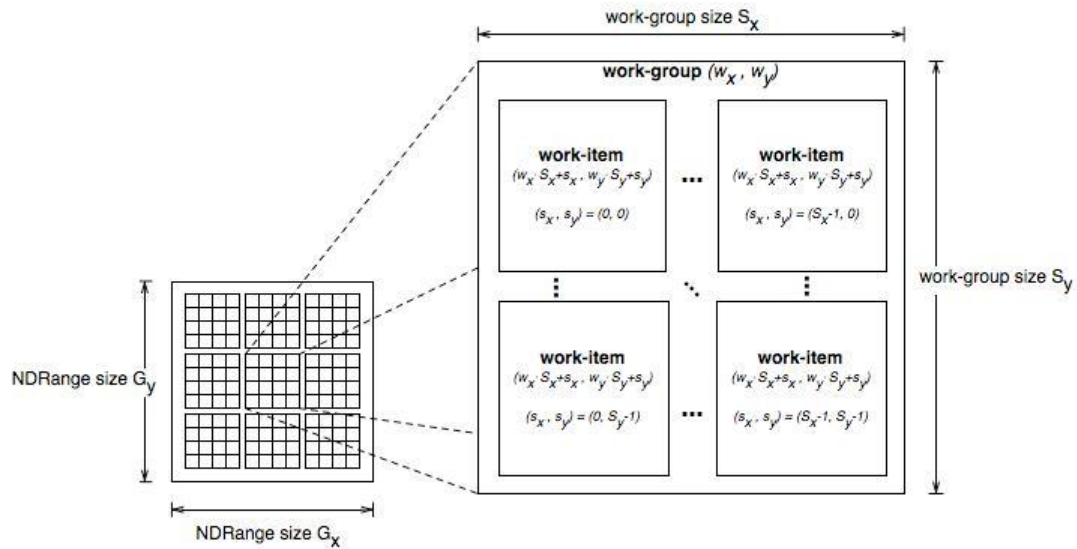 work-group size Sx
work-group (wx , wy)
work-item
(wx· Sx+sx , wy· Sy+sy)
(sx , sy) = (0, 0)
...
work-item
(wx· Sx+sx , wy· Sy+sy)
(sx , sy) = (Sx-1, 0)
work-group size Sy
work-item
(wx· Sx+sx , wy· Sy+sy)
(sx , sy) = (0, Sy-1)
...
work-item
(wx· Sx+sx , wy· Sy+sy)
(sx , sy) = (Sx-1, Sy-1)
NDRange size Gy
NDRange size Gx